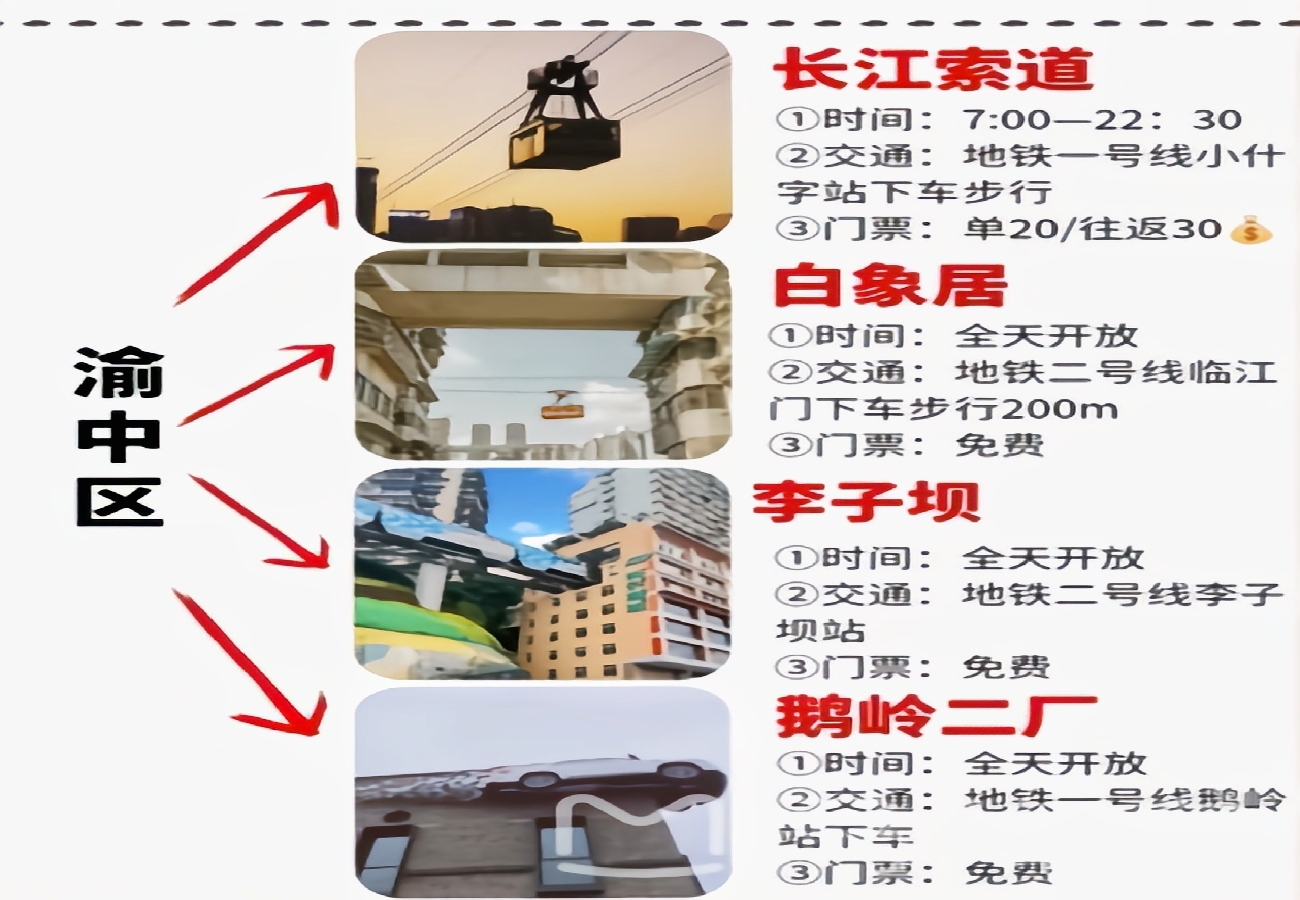 渝
中
区
长江索道
①时间：7:00—22：30
②交通：地铁一号线小什
字站下车步行
③门票：单20/往返30💰
白象居
①时间：全天开放
②交通：地铁二号线临江
门下车步行200m
③门票：免费
李子坝
①时间：全天开放
②交通：地铁二号线李子
坝站
③门票：免费
鹅岭二厂
①时间：全天开放
②交通：地铁一号线鹅岭
站下车
③门票：免费